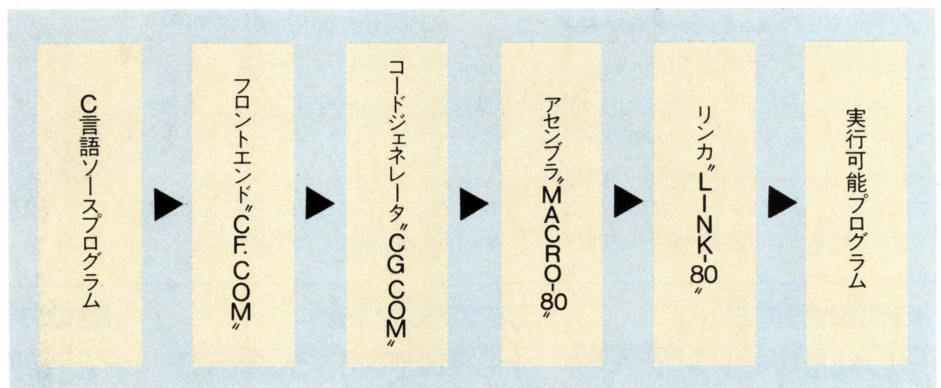 C言語ソースプログラム
フロントエンド〝CF.COM〟
コードジェネレータ〝CG.COM〟
アセンブラ〝MACRO-80〟
リンカ〝LINK-80〟
実行可能プログラム